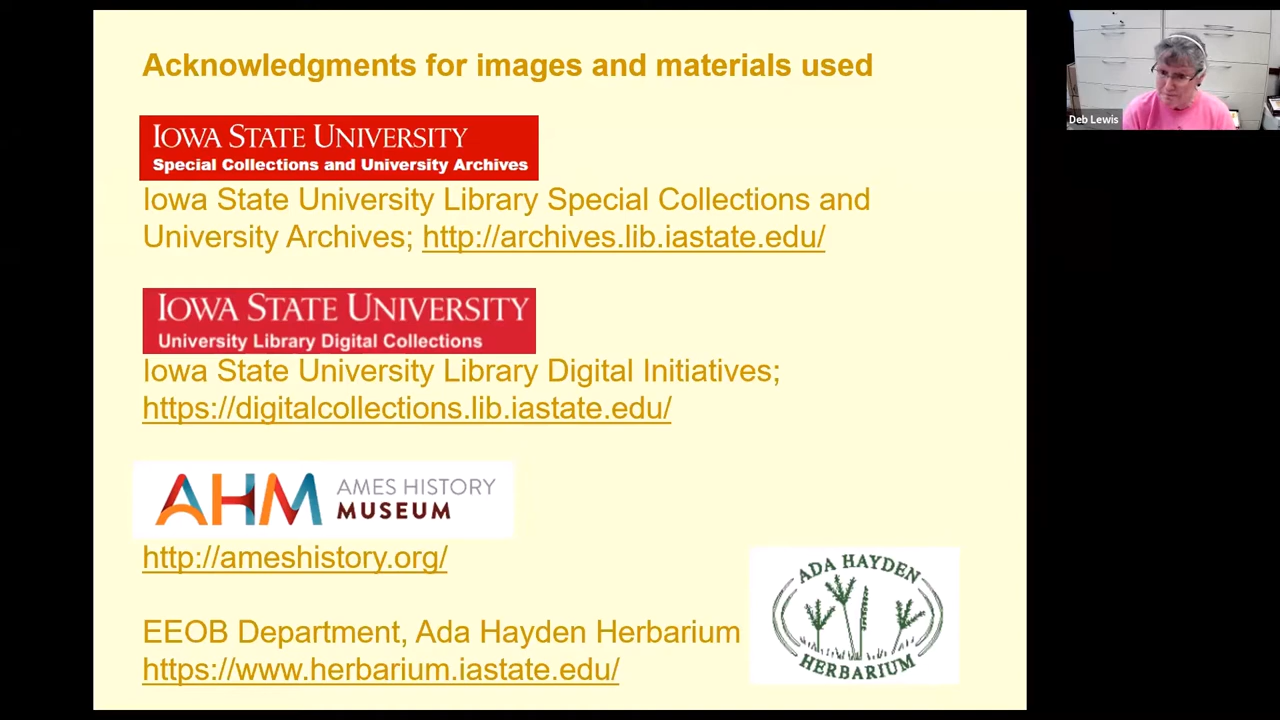 Acknowledgments for images and materials used
IOWA STATE UNIVERSITY
Special Collections and University Archives
Iowa State University Library Special Collections and
University Archives; http://archives.lib.iastate.edu/
IOWA STATE UNIVERSITY
University Library Digital Collections
Iowa State University Library Digital Initiatives;
https://digitalcollections.lib.iastate.edu/
AHM
AMES HISTORY
MUSEUM
http://ameshistory.org/
EEOB Department, Ada Hayden Herbarium
https://www.herbarium.iastate.edu/
ADA HAYDEN
HERBARIUM
Deb Lewis